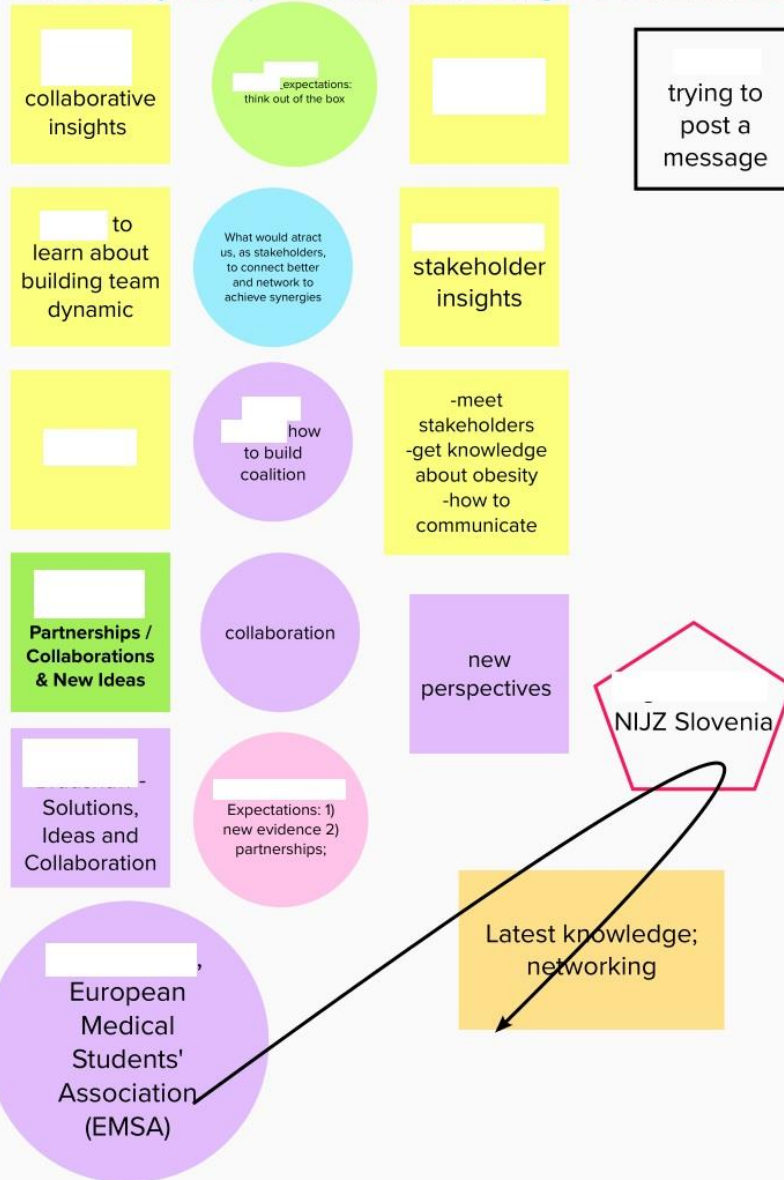 collaborative
insights
expectations:
think out of the box
trying to
post a
message
to
learn about
building team
dynamic
What would atract
us, as stakeholders,
to connect better
and network to
achieve synergies
stakeholder
insights
how
to build
coalition
-meet
stakeholders
-get knowledge
about obesity
-how to
communicate
Partnerships /
Collaborations
& New Ideas
collaboration
new
perspectives
NIJZ Slovenia
-
Solutions,
Ideas and
Collaboration
Expectations: 1)
new evidence 2)
partnerships;
Latest knowledge;
networking
,
European
Medical
Students'
Association
(EMSA)